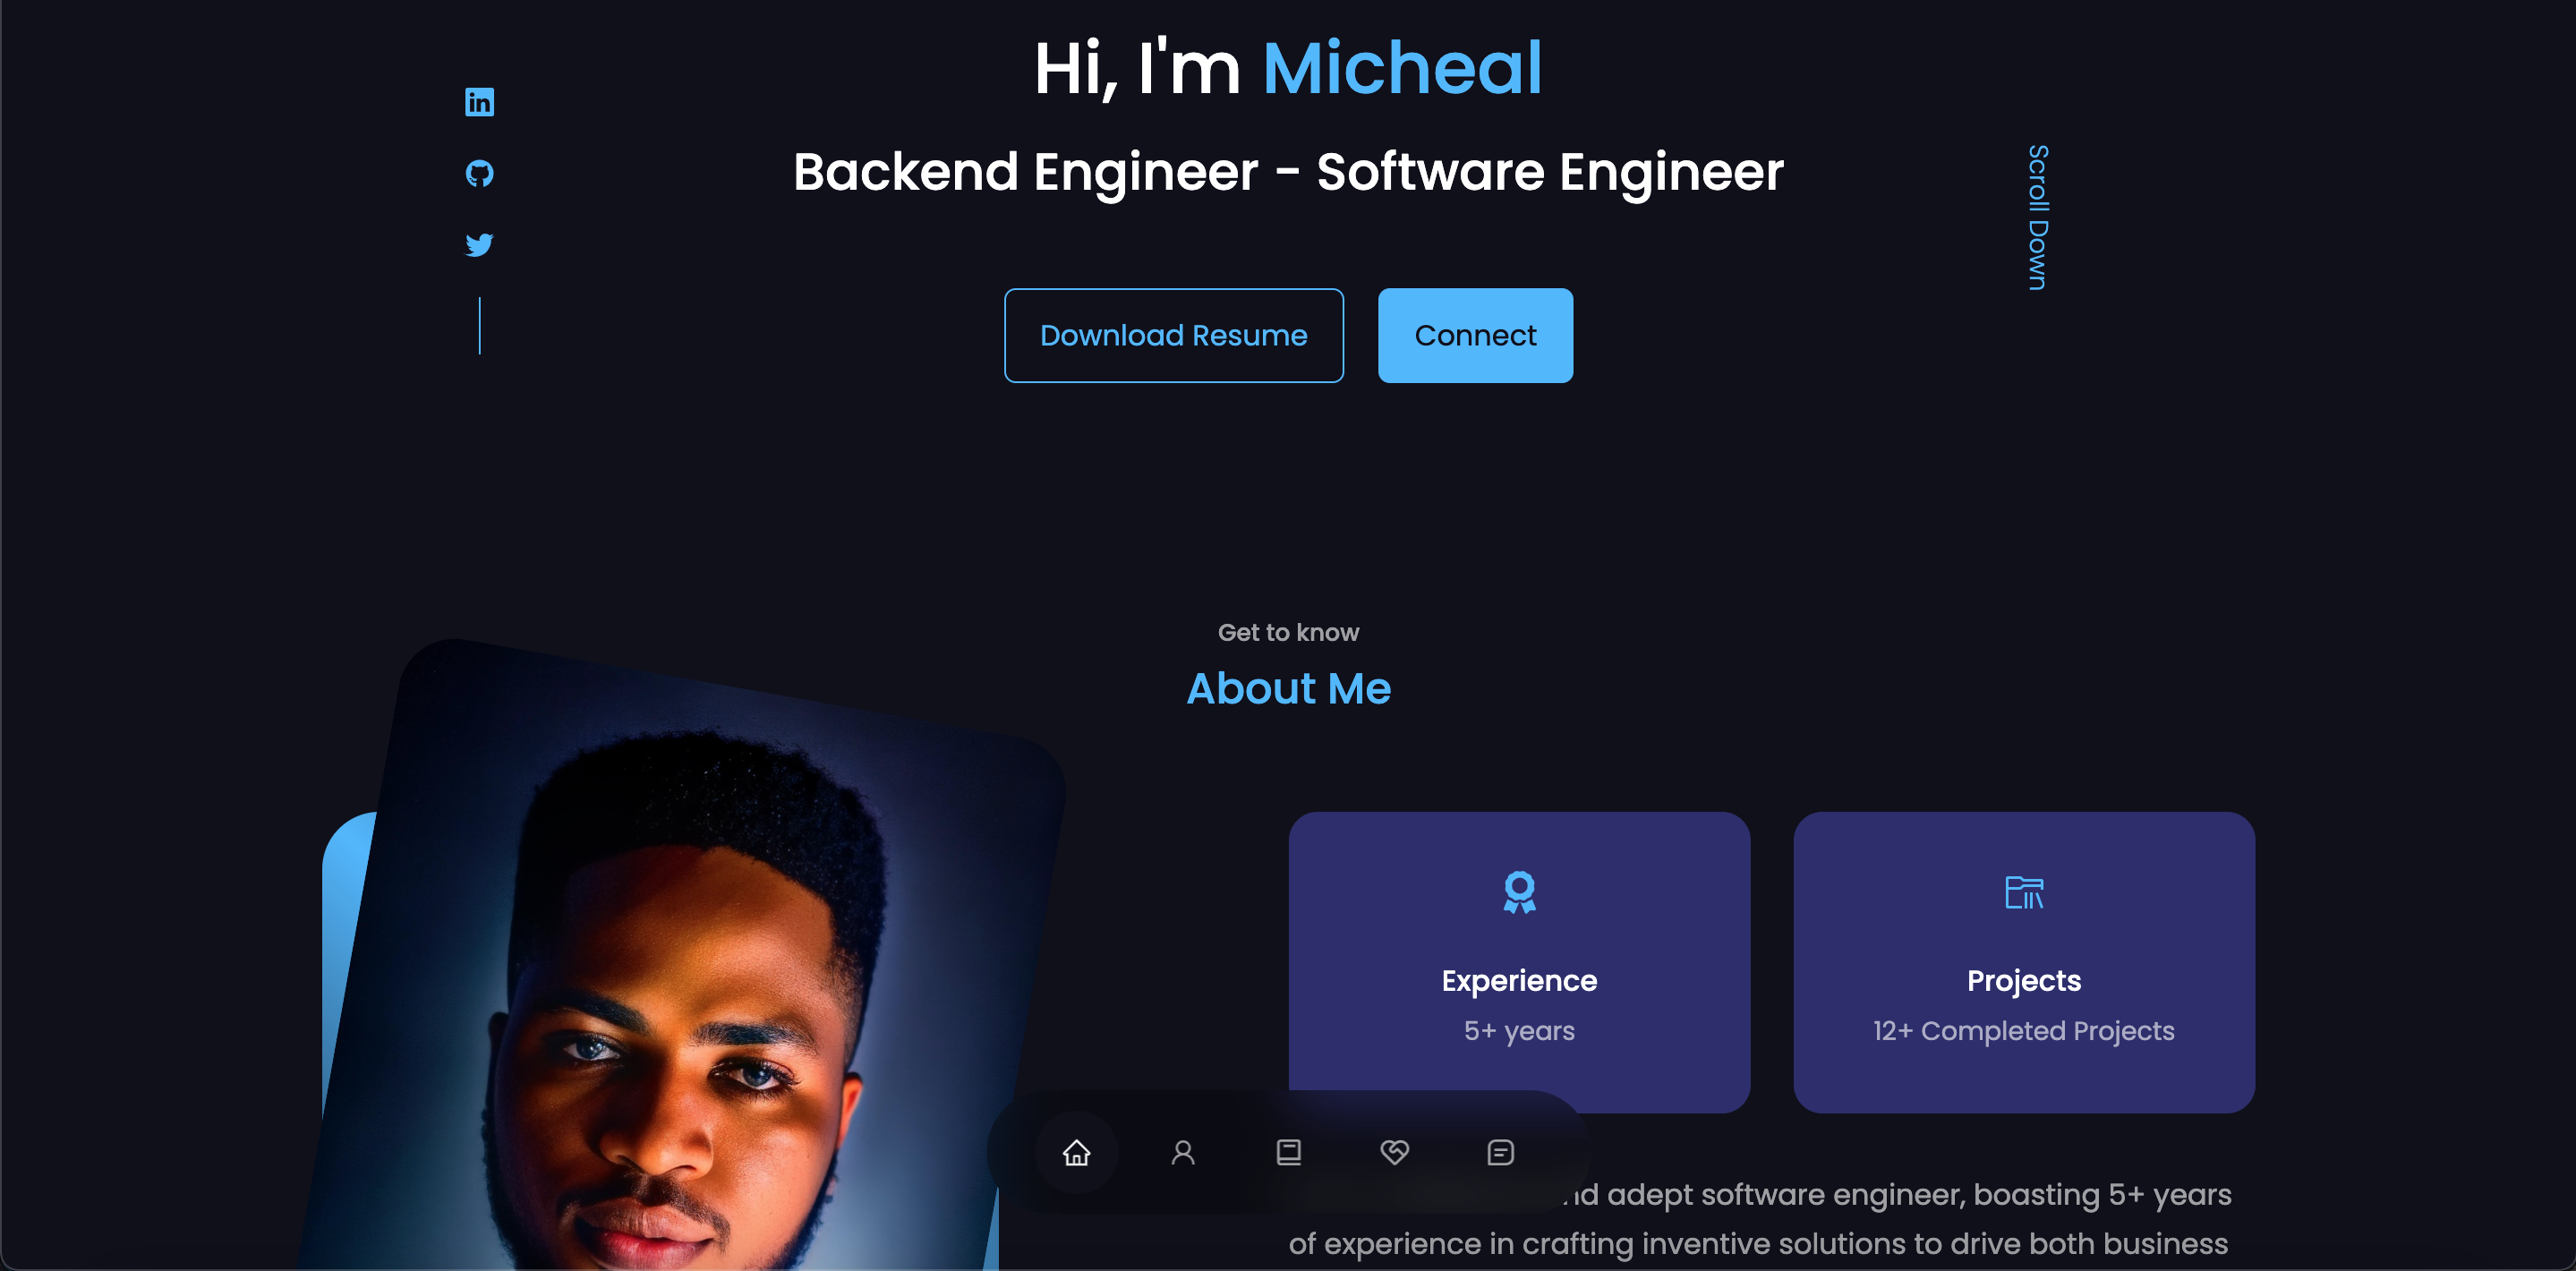 Hi, I'm Micheal
Backend Engineer - Software Engineer
Scroll Down
Download Resume
Connect
Get to know
About Me
Experience
5+ years
Projects
12+ Completed Projects
adept software engineer, boasting 5+ years
of experience in crafting inventive solutions to drive both business